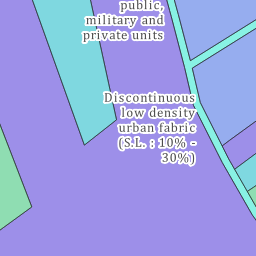 public,
military and
private units
Discontinuous
low density
urban fabric
(S.L. : 10% -
30%)